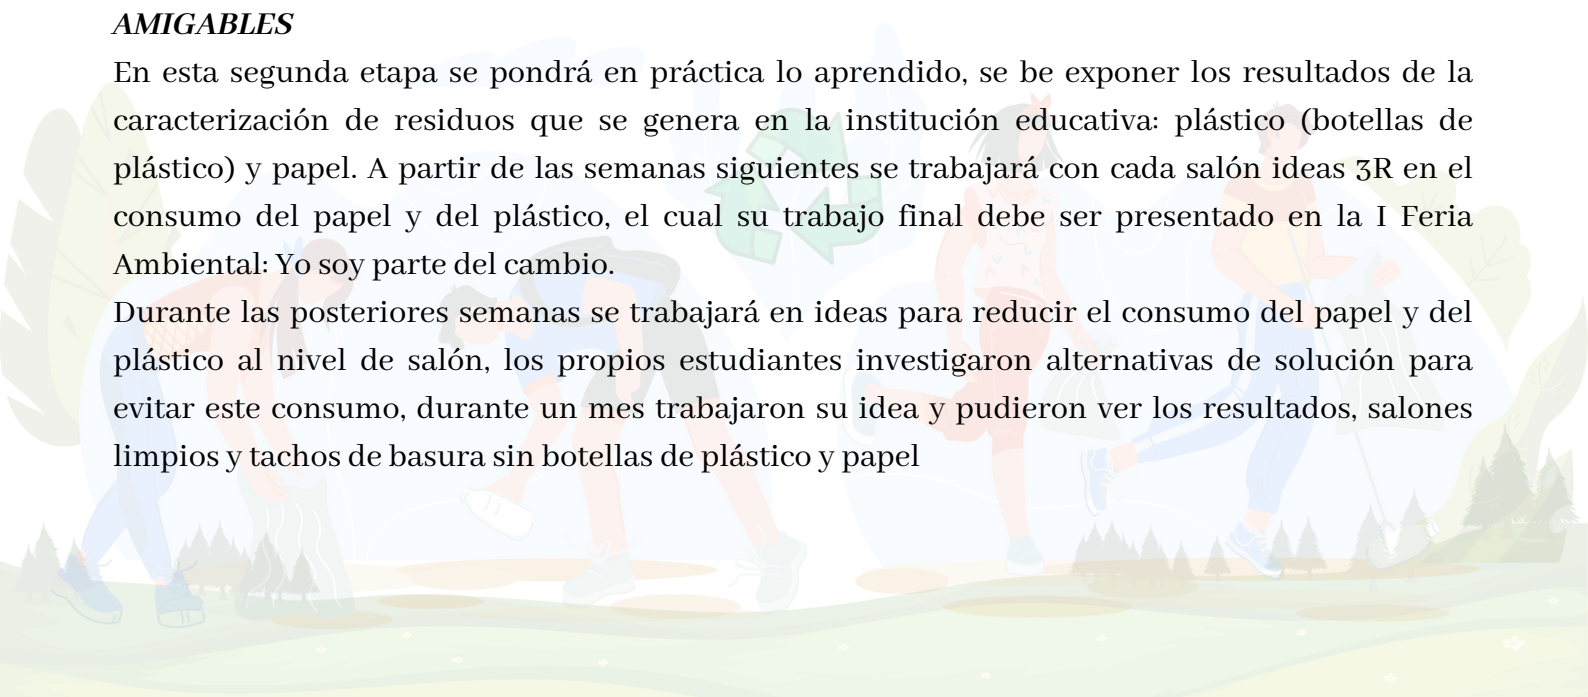 AMIGABLES
En esta segunda etapa se pondrá en práctica lo aprendido, se be exponer los resultados de la
caracterización de residuos que se genera en la institución educativa: plástico (botellas de
plástico) y papel. A partir de las semanas siguientes se trabajará con cada salón ideas 3R en el
consumo del papel y del plástico, el cual su trabajo final debe ser presentado en la I Feria
Ambiental: Yo soy parte del cambio.
Durante las posteriores semanas se trabajará en ideas para reducir el consumo del papel y del
plástico al nivel de salón, los propios estudiantes investigaron alternativas de solución para
evitar este consumo, durante un mes trabajaron su idea y pudieron ver los resultados, salones
limpios y tachos de basura sin botellas de plástico y papel